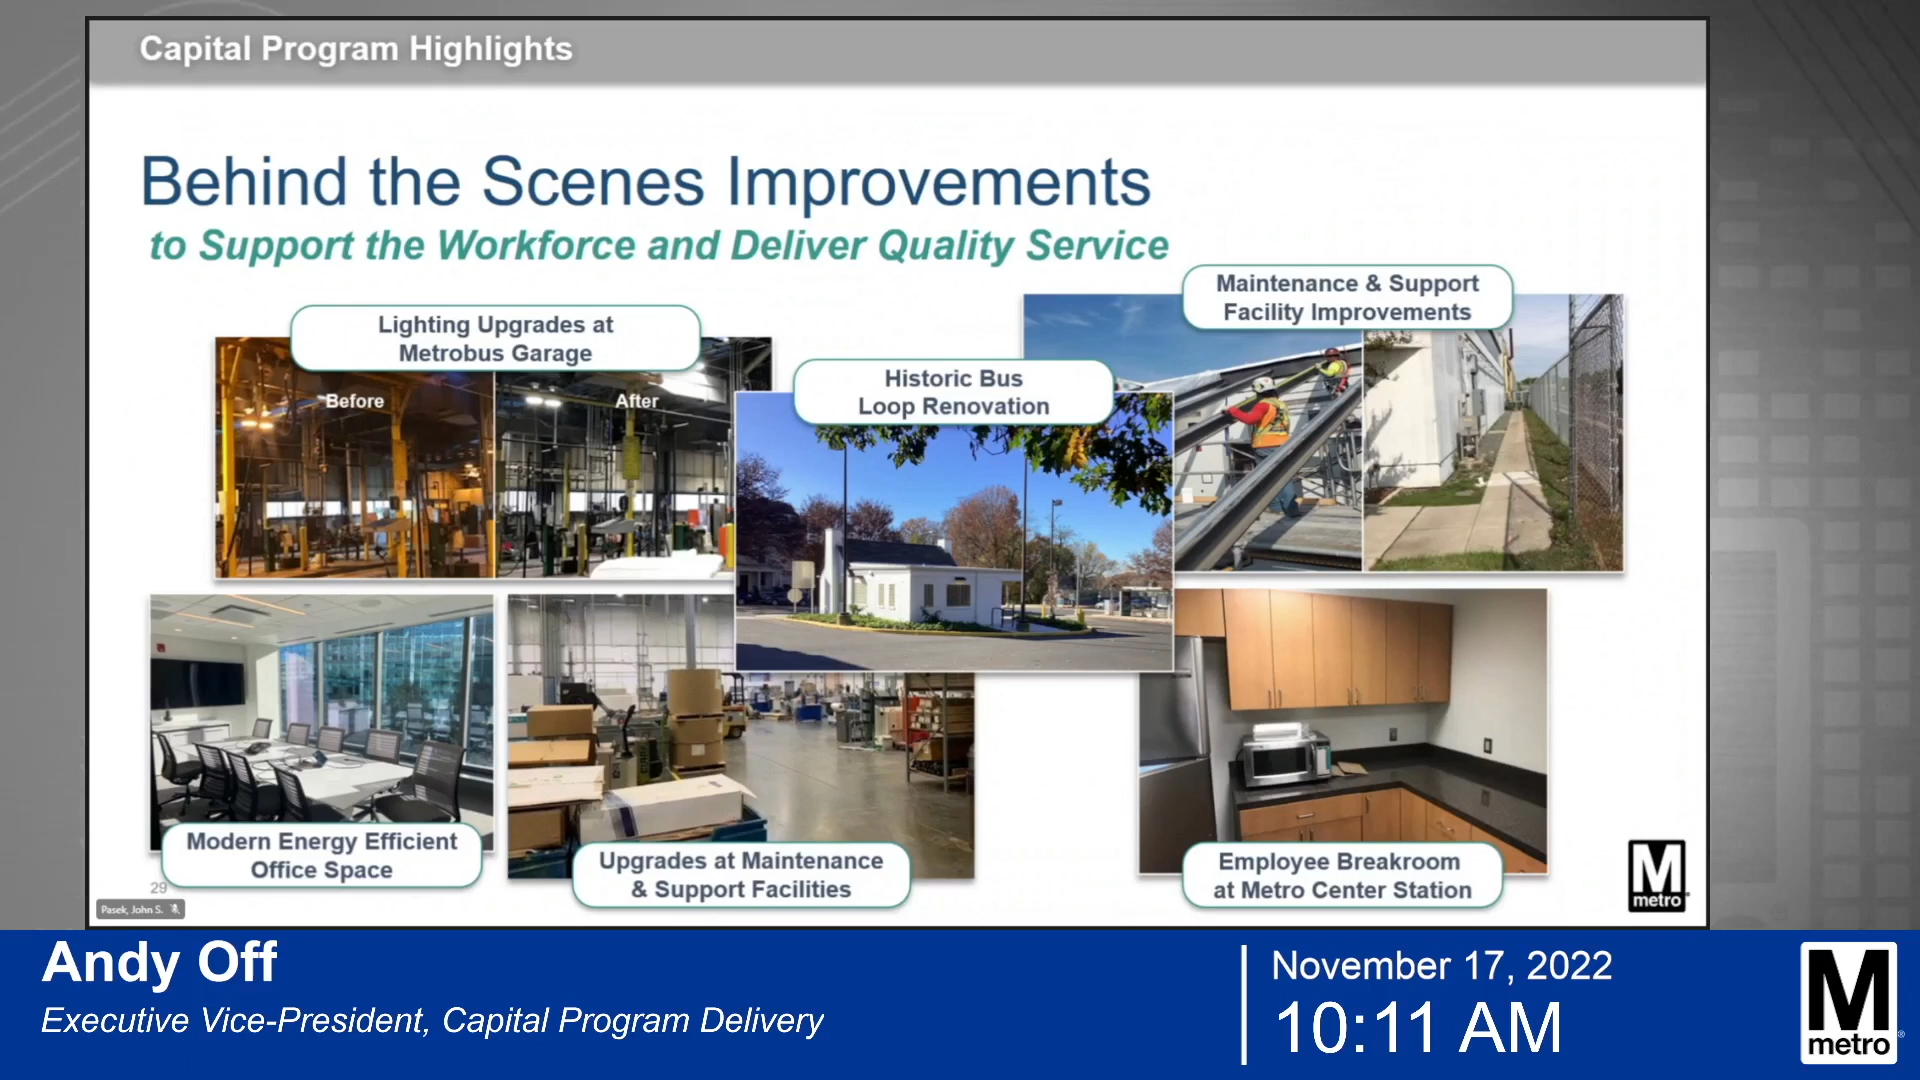 Capital Program Highlights
Behind the Scenes Improvements
to Support the Workforce and Deliver Quality Service
Lighting Upgrades at
Metrobus Garage
Before
After
Historic Bus
Loop Renovation
Maintenance & Support
Facility Improvements
Modern Energy Efficient
Office Space
Upgrades at Maintenance
& Support Facilities
Employee Breakroom
at Metro Center Station
29
Pasek, John S.
M
metro
Andy Off
Executive Vice-President, Capital Program Delivery
November 17, 2022
10:11 AM
M
metro